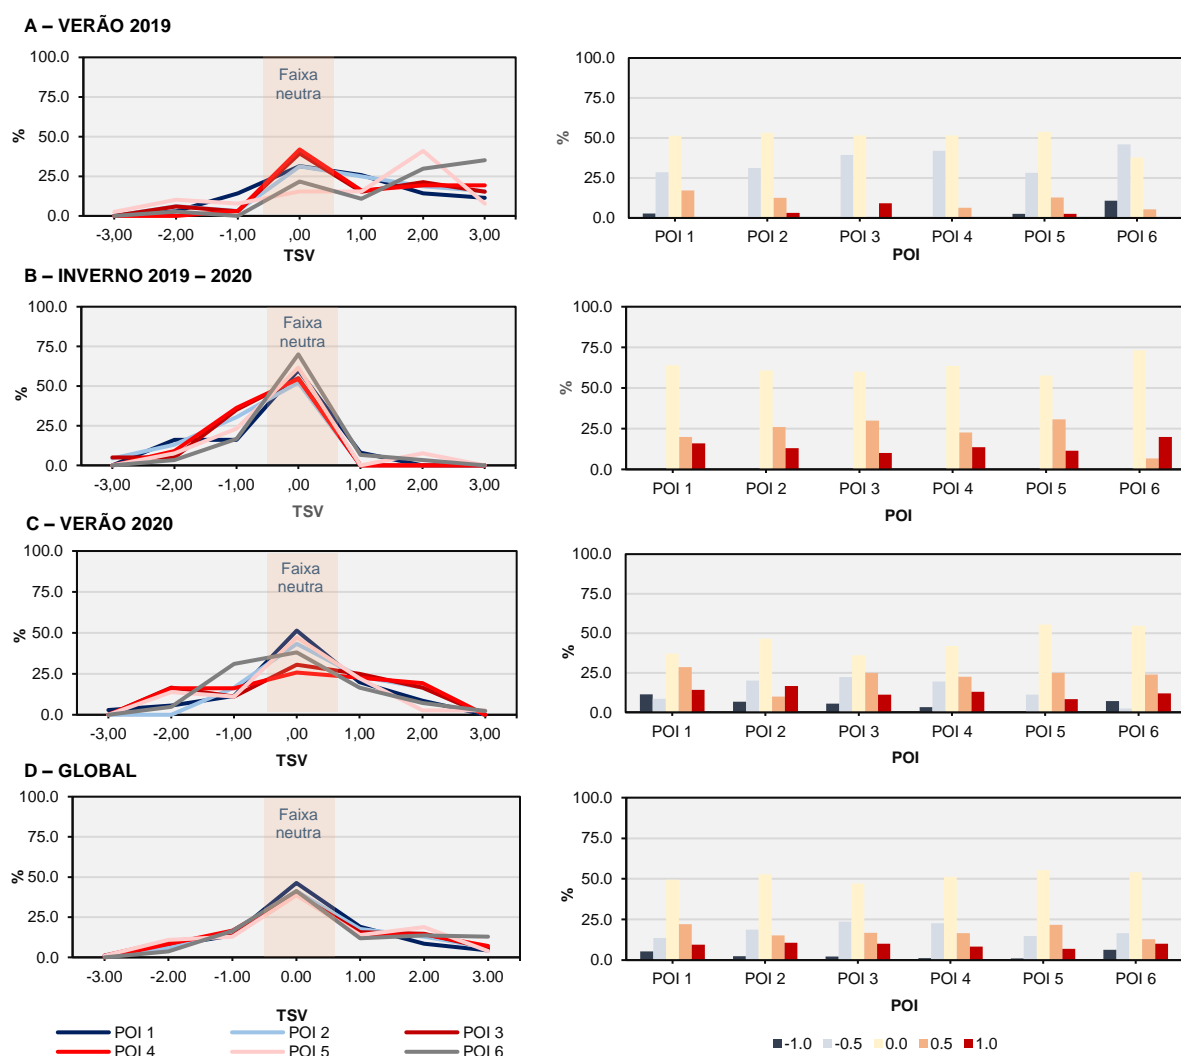 A – VERÃO 2019
100.0
75.0
50.0
25.0
0.0
%
Faixa
neutra
-3,00 -2,00 -1,00 ,00 1,00 2,00 3,00
TSV
100.0
75.0
50.0
25.0
0.0
%
POI 1 POI 2 POI 3 POI 4 POI 5 POI 6
POI
B – INVERNO 2019 – 2020
100.0
75.0
50.0
25.0
0.0
%
Faixa
neutra
-3,00 -2,00 -1,00 ,00 1,00 2,00 3,00
TSV
100.0
75.0
50.0
25.0
0.0
%
POI 1 POI 2 POI 3 POI 4 POI 5 POI 6
POI
C – VERÃO 2020
100.0
75.0
50.0
25.0
0.0
%
Faixa
neutra
-3,00 -2,00 -1,00 ,00 1,00 2,00 3,00
TSV
100.0
75.0
50.0
25.0
0.0
%
POI 1 POI 2 POI 3 POI 4 POI 5 POI 6
POI
D – GLOBAL
100.0
75.0
50.0
25.0
0.0
%
Faixa
neutra
-3.00 -2.00 -1.00 0.00 1.00 2.00 3.00
TSV
100.0
75.0
50.0
25.0
0.0
%
POI 1 POI 2 POI 3 POI 4 POI 5 POI 6
POI
POI 1 POI 2 POI 3
POI 4 POI 5 POI 6
-1.0 -0.5 0.0 0.5 1.0